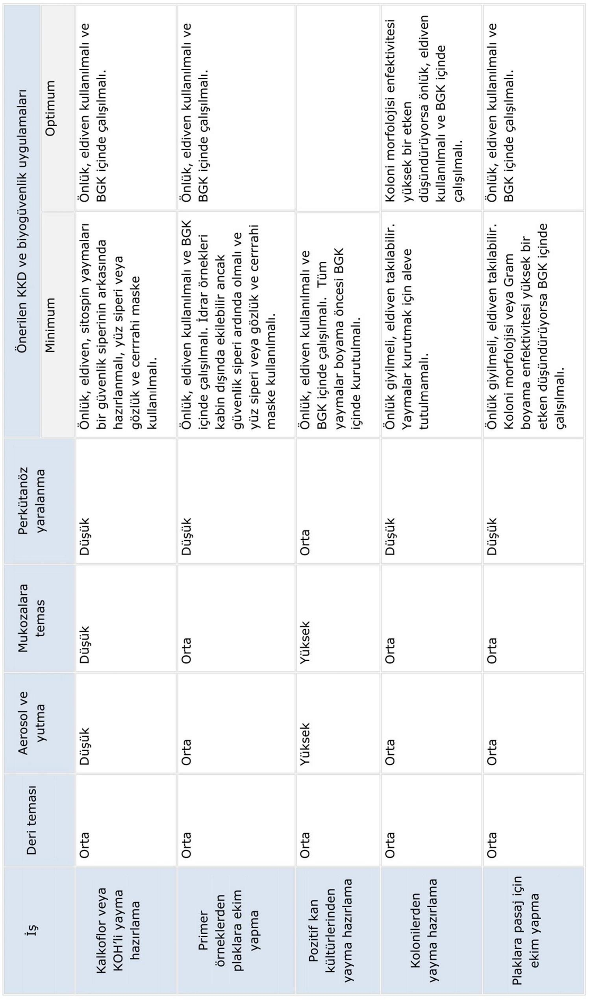 İş
Deri teması
Aerosol ve
yutma
Mukozalara
temas
Perkütanöz
yaralanma
Önerilen KKD ve biyogüvenlik uygulamaları
Minimum
Optimum
Kalkoflor veya
KOH’li yayma
hazırlama
Orta
Düşük
Düşük
Düşük
Önlük, eldiven, sitospin yaymaları
bir güvenlik siperinin arkasında
hazırlanmalı, yüz siperi veya
gözlük ve cerrrahi maske
kullanılmalı.
Önlük, eldiven kullanılmalı ve
BGK içinde çalışılmalı.
Primer
örneklerden
plaklara ekim
yapma
Orta
Orta
Orta
Düşük
Önlük, eldiven kullanılmalı ve BGK
içinde çalışılmalı. İdrar örnekleri
kabin dışında ekilebilir ancak
güvenlik siperi ardında olmalı ve
yüz siperi veya gözlük ve cerrrahi
maske kullanılmalı.
Önlük, eldiven kullanılmalı ve
BGK içinde çalışılmalı.
Pozitif kan
kültürlerinden
yayma hazırlama
Orta
Yüksek
Yüksek
Orta
Önlük, eldiven kullanılmalı ve
BGK içinde çalışılmalı. Tüm
yaymalar boyama öncesi BGK
içinde kurutulmalı.
Kolonilerden
yayma hazırlama
Orta
Orta
Orta
Düşük
Önlük giyilmeli, eldiven takılabilir.
Yaymalar kurutmak için aleve
tutulmamalı.
Koloni morfolojisi enfektivitesi
yüksek bir etken
düşündürüyorsa önlük, eldiven
kullanılmalı ve BGK içinde
çalışılmalı.
Plaklara pasaj için
ekim yapma
Orta
Orta
Orta
Düşük
Önlük giyilmeli, eldiven takılabilir.
Koloni morfolojisi veya Gram
boyama enfektivitesi yüksek bir
etken düşündürüyorsa BGK içinde
çalışılmalı.
Önlük, eldiven kullanılmalı ve
BGK içinde çalışılmalı.